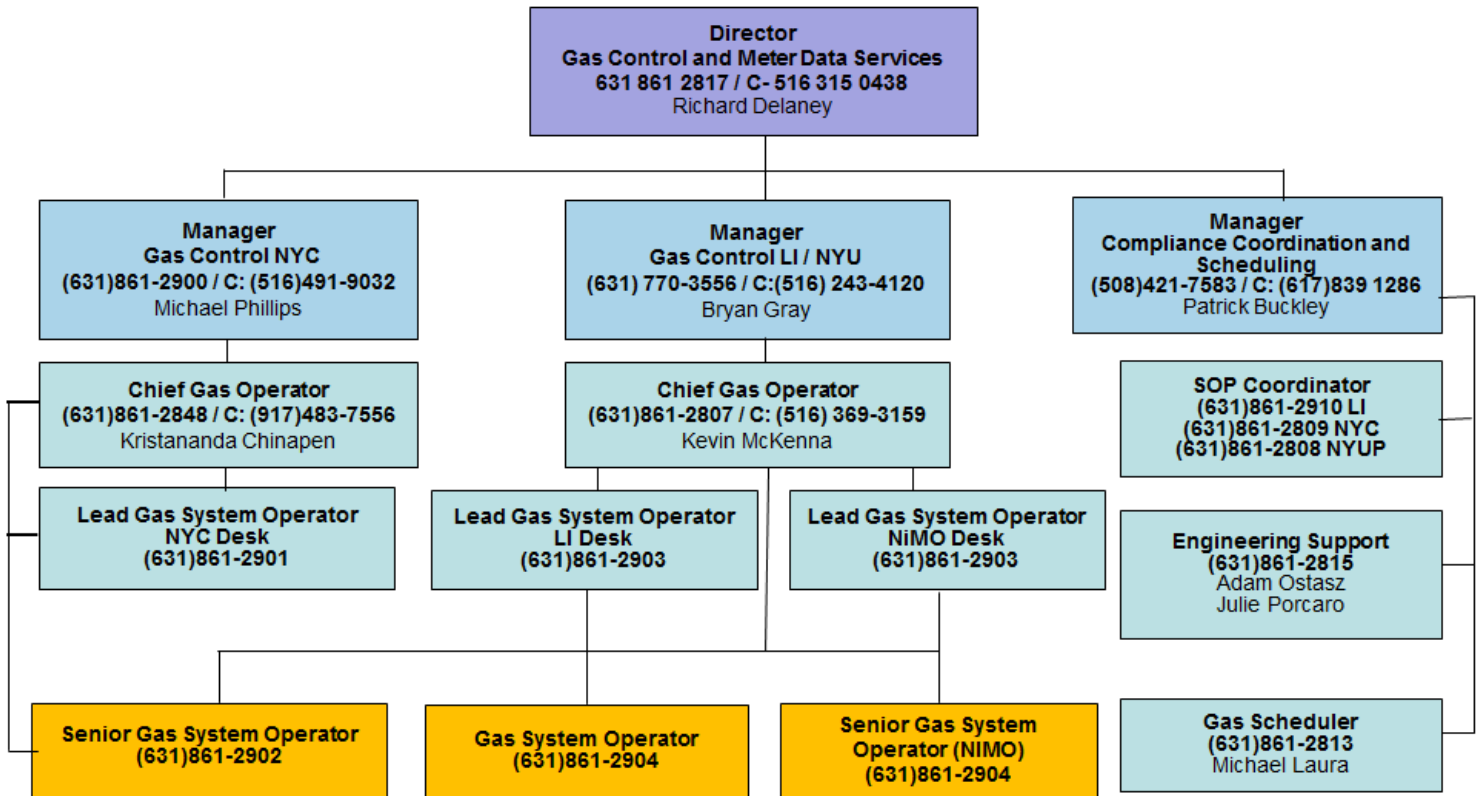 Director
Gas Control and Meter Data Services
631 861 2817 / C- 516 315 0438
Richard Delaney
Manager
Gas Control NYC
(631)861-2900 / C: (516)491-9032
Michael Phillips
Manager
Gas Control LI / NYU
(631) 770-3556 / C:(516) 243-4120
Bryan Gray
Manager
Compliance Coordination and
Scheduling
(508)421-7583 / C: (617)839 1286
Patrick Buckley
Chief Gas Operator
(631)861-2848 / C: (917)483-7556
Kristananda Chinapen
Chief Gas Operator
(631)861-2807 / C: (516) 369-3159
Kevin McKenna
SOP Coordinator
(631)861-2910 LI
(631)861-2809 NYC
(631)861-2808 NYUP
Lead Gas System Operator
NYC Desk
(631)861-2901
Lead Gas System Operator
LI Desk
(631)861-2903
Lead Gas System Operator
NiMO Desk
(631)861-2903
Engineering Support
(631)861-2815
Adam Ostasz
Julie Porcaro
Senior Gas System Operator
(631)861-2902
Gas System Operator
(631)861-2904
Senior Gas System
Operator (NIMO)
(631)861-2904
Gas Scheduler
(631)861-2813
Michael Laura